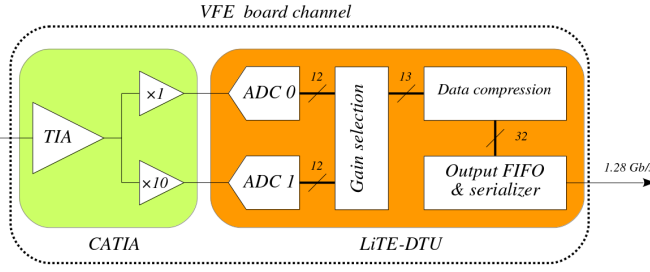 VFE board channel
×1
TIA
×10
CATIA
ADC 0
12
ADC 1
12
Gain selection
13
Data compression
32
Output FIFO
& serializer
1.28 Gb/
LiTE-DTU